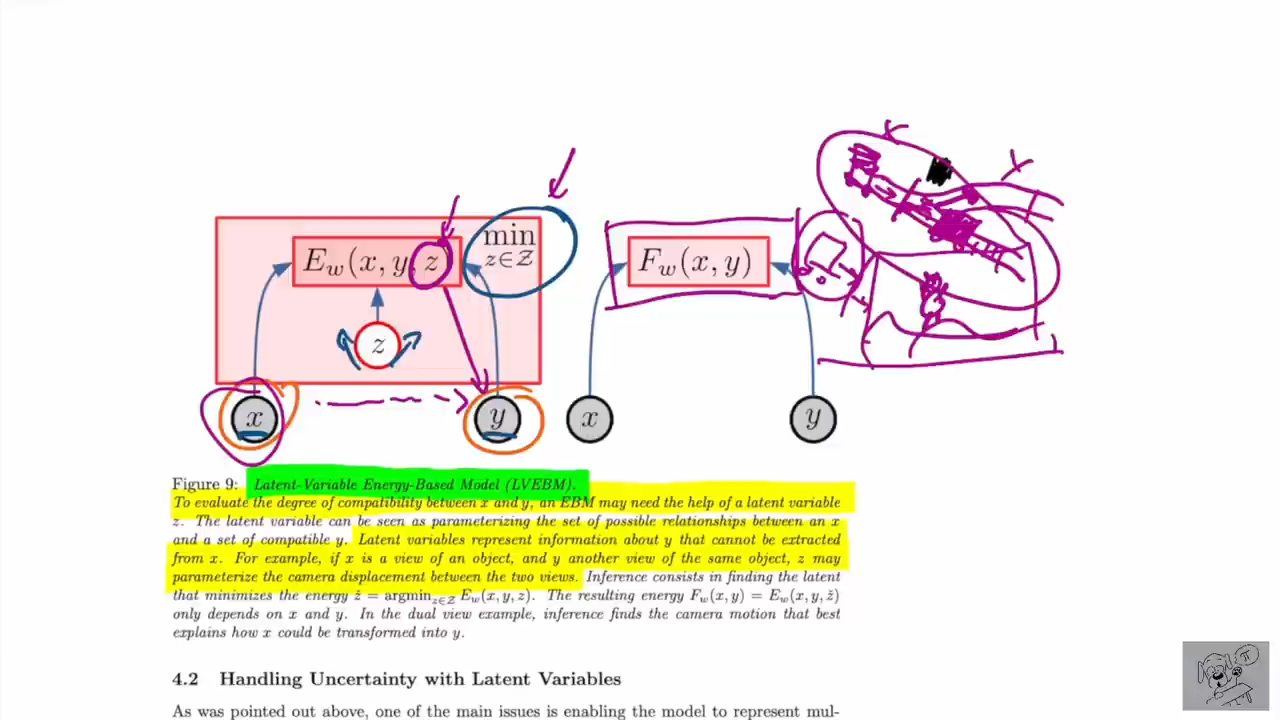 x
y
E_w(x, y, z)
min
z∈Z
F_w(x, y)
z
x
y
x
y
Figure 9: Latent-Variable Energy-Based Model (LVEBM).
To evaluate the degree of compatibility between x and y, an EBM may need the help of a latent variable
z. The latent variable can be seen as parameterizing the set of possible relationships between an x
and a set of compatible y. Latent variables represent information about y that cannot be extracted
from x. For example, if x is a view of an object, and y another view of the same object, z may
parameterize the camera displacement between the two views. Inference consists in finding the latent
that minimizes the energy ž = argmin_{z∈Z} E_w(x, y, z). The resulting energy F_w(x, y) = E_w(x, y, ž)
only depends on x and y. In the dual view example, inference finds the camera motion that best
explains how x could be transformed into y.
4.2 Handling Uncertainty with Latent Variables
As was pointed out above, one of the main issues is enabling the model to represent mul-
π